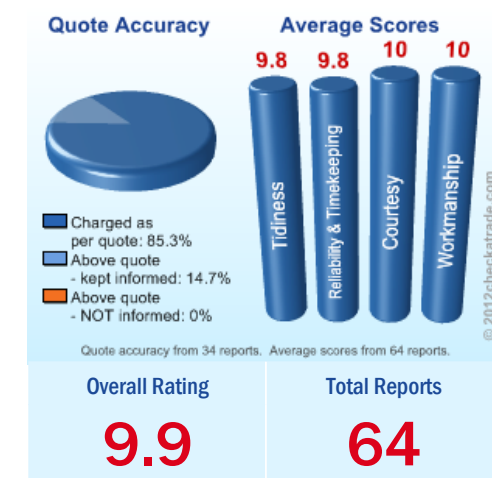 Quote Accuracy
Charged as
per quote: 85.3%
Above quote
- kept informed: 14.7%
Above quote
- NOT informed: 0%
Average Scores
9.8
9.8
10
10
Tidiness
Reliability & Timekeeping
Courtesy
Workmanship
© 2012checkatrade.com
Quote accuracy from 34 reports. Average scores from 64 reports.
Overall Rating
9.9
Total Reports
64